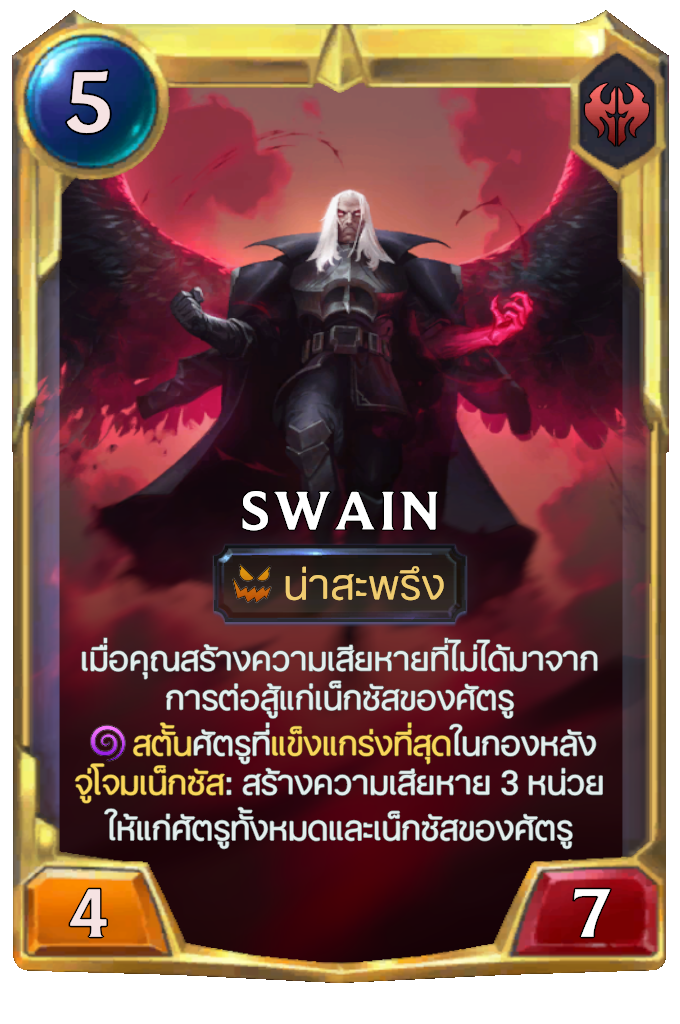 5
SWAIN
น่าสะพรึง
เมื่อคุณสร้างความเสียหายที่ไม่ได้มาจาก
การต่อสู้แก่เน็กซัสของศัตรู
สตั้นศัตรูที่แข็งแกร่งที่สุดในกองหลัง
จู่โจมเน็กซัส: สร้างความเสียหาย 3 หน่วย
ให้แก่ศัตรูทั้งหมดและเน็กซัสของศัตรู
4
7